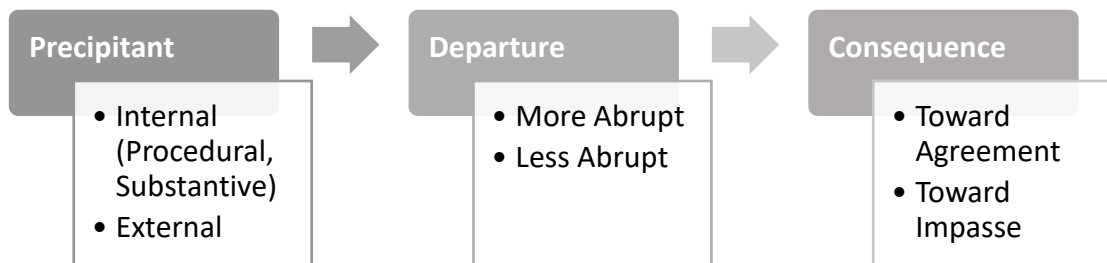 Precipitant
• Internal
(Procedural,
Substantive)
• External
Departure
• More Abrupt
• Less Abrupt
Consequence
• Toward
Agreement
• Toward
Impasse